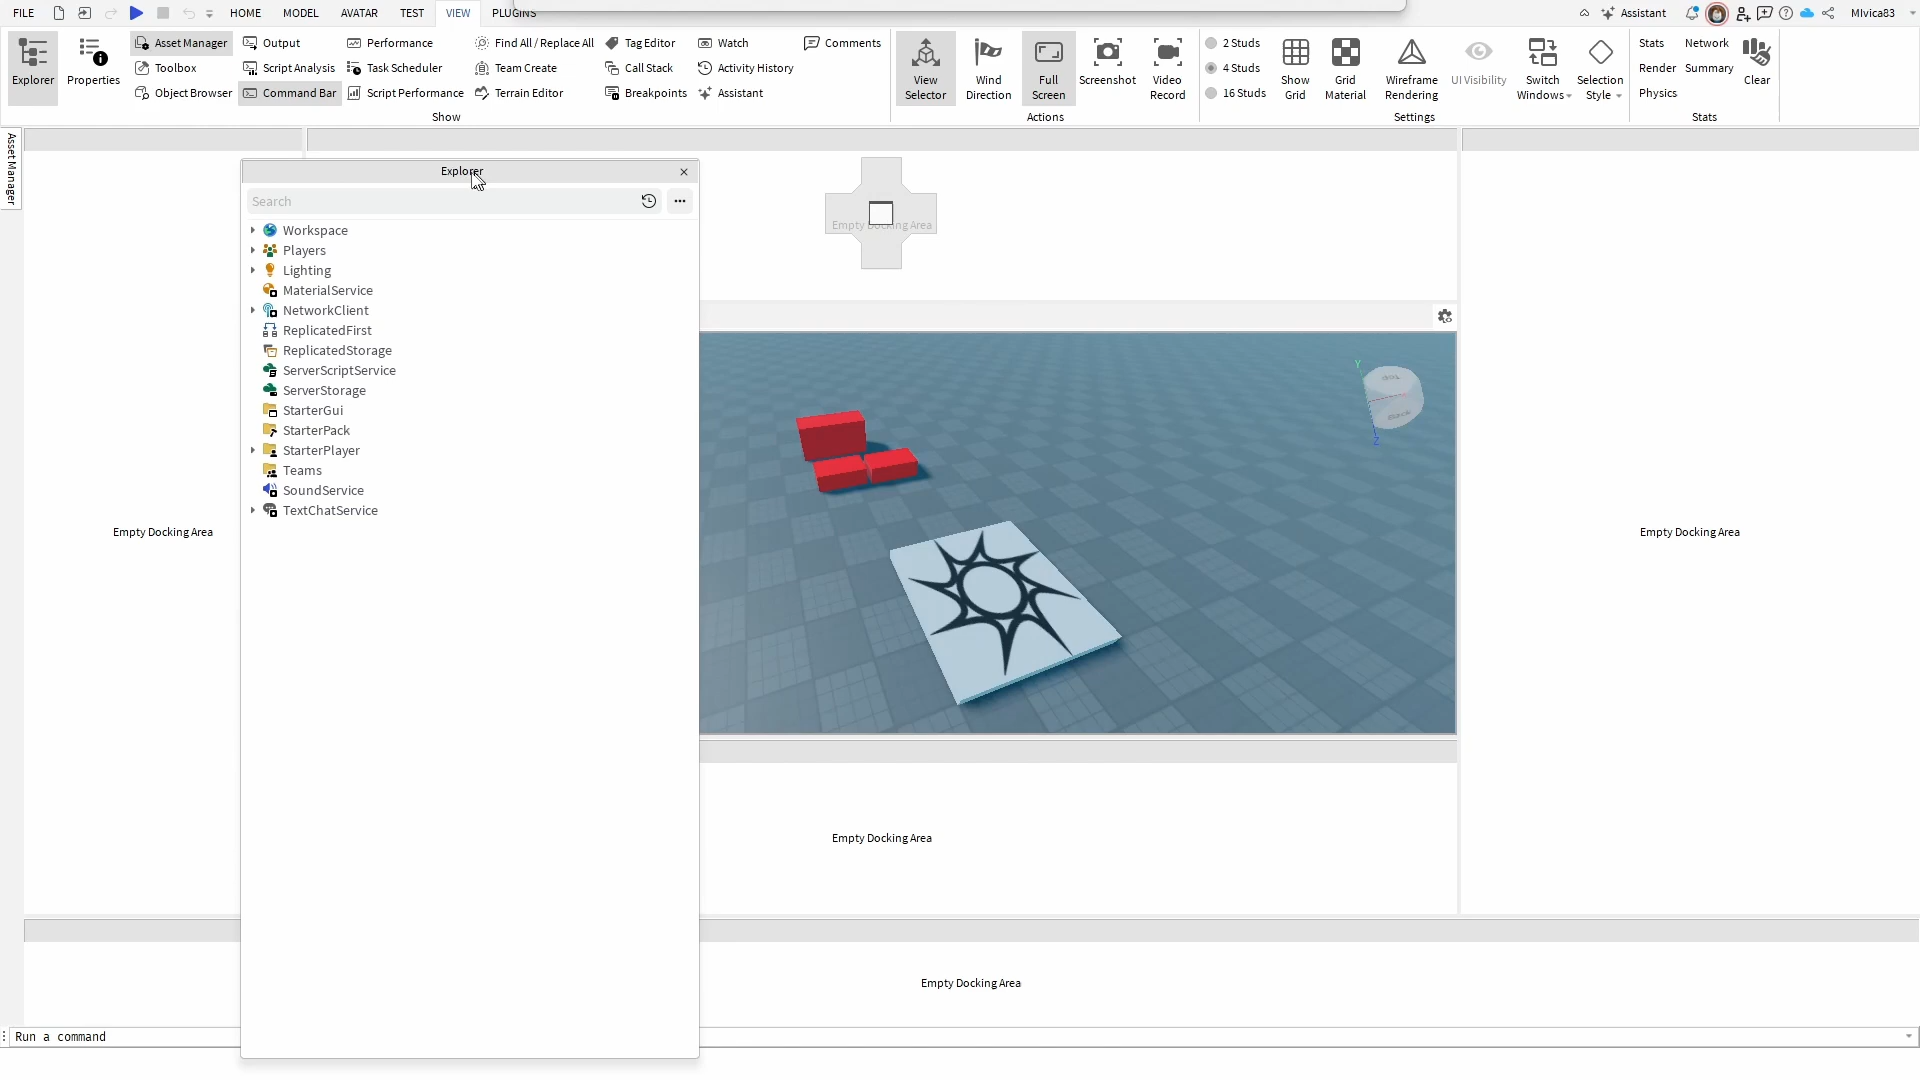 FILE HOME MODEL AVATAR TEST VIEW PLUGINS Assistant MIvica83
Explorer
Properties
Asset Manager
Toolbox
Object Browser
Output
Script Analysis
Command Bar
Performance
Task Scheduler
Script Performance
Find All / Replace All
Team Create
Terrain Editor
Tag Editor
Call Stack
Breakpoints
Watch
Activity History
Assistant
Comments
Show
View
Selector
Wind
Direction
Full
Screen
Screenshot
Video
Record
Actions
2 Studs
4 Studs
16 Studs
Show
Grid
Grid
Material
Wireframe
Rendering
UI Visibility
Switch
Windows
Selection
Style
Settings
Stats
Render
Physics
Network
Summary
Clear
Stats
Asset Manager
Explorer
Search
Workspace
Players
Lighting
MaterialService
NetworkClient
ReplicatedFirst
ReplicatedStorage
ServerScriptService
ServerStorage
StarterGui
StarterPack
StarterPlayer
Teams
SoundService
TextChatService
Empty Docking Area
Y
Z
Empty Docking Area
Empty Docking Area
Empty Docking Area
Empty Docking Area
Run a command